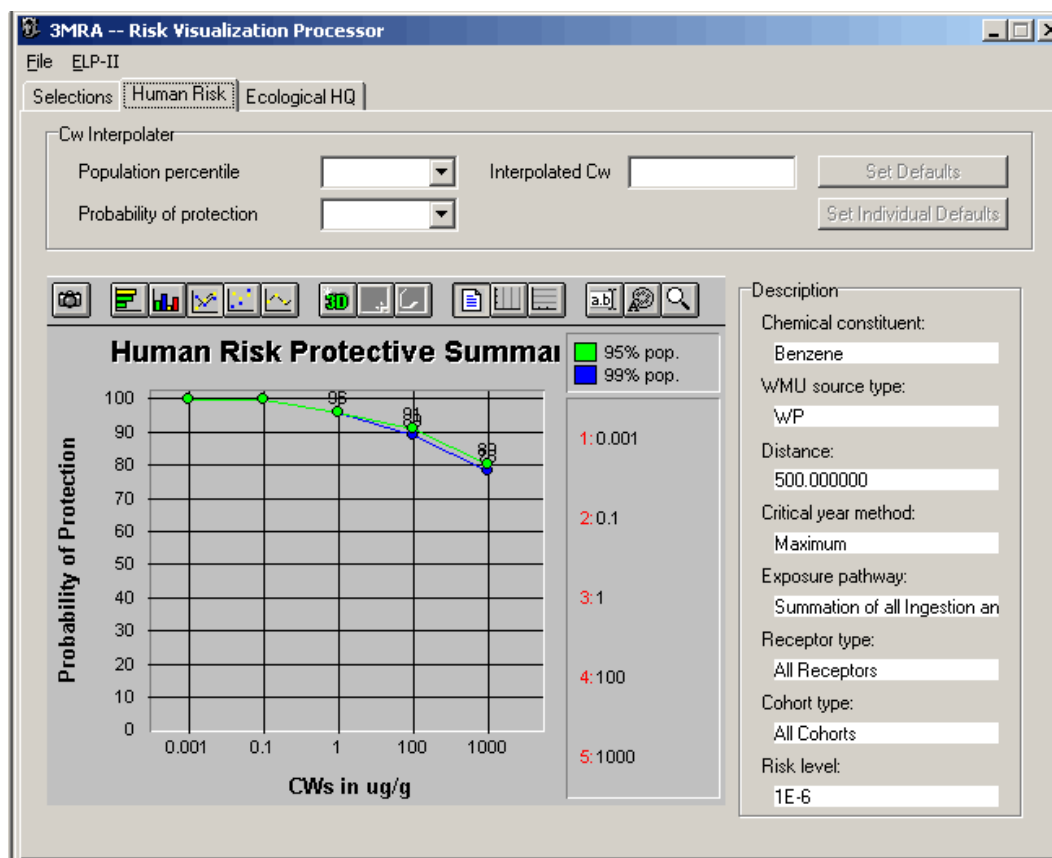 3MRA -- Risk Visualization Processor
File ELP-II
Selections Human Risk Ecological HQ
Cw Interpolater
Population percentile Interpolated Cw Set Defaults
Probability of protection Set Individual Defaults
3D a.b
Human Risk Protective Summar
95% pop.
99% pop.
Probability of Protection
100
90
80
70
60
50
40
30
20
10
0
96
91
0.001 0.1 1 100 1000
CWs in ug/g
1: 0.001
2: 0.1
3: 1
4: 100
5: 1000
Description
Chemical constituent:
Benzene
WMU source type:
WP
Distance:
500.000000
Critical year method:
Maximum
Exposure pathway:
Summation of all Ingestion an
Receptor type:
All Receptors
Cohort type:
All Cohorts
Risk level:
1E-6